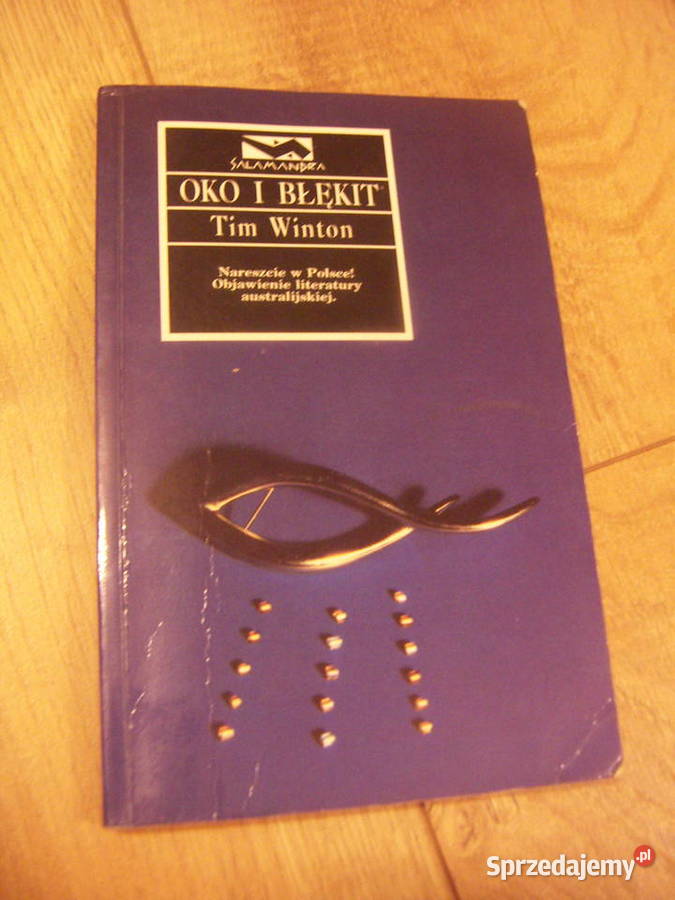 SALAMANDRA
OKO I BŁĘKIT
Tim Winton
Nareszcie w Polsce!
Objawienie literatury
australijskiej.
Sprzedajemy.pl